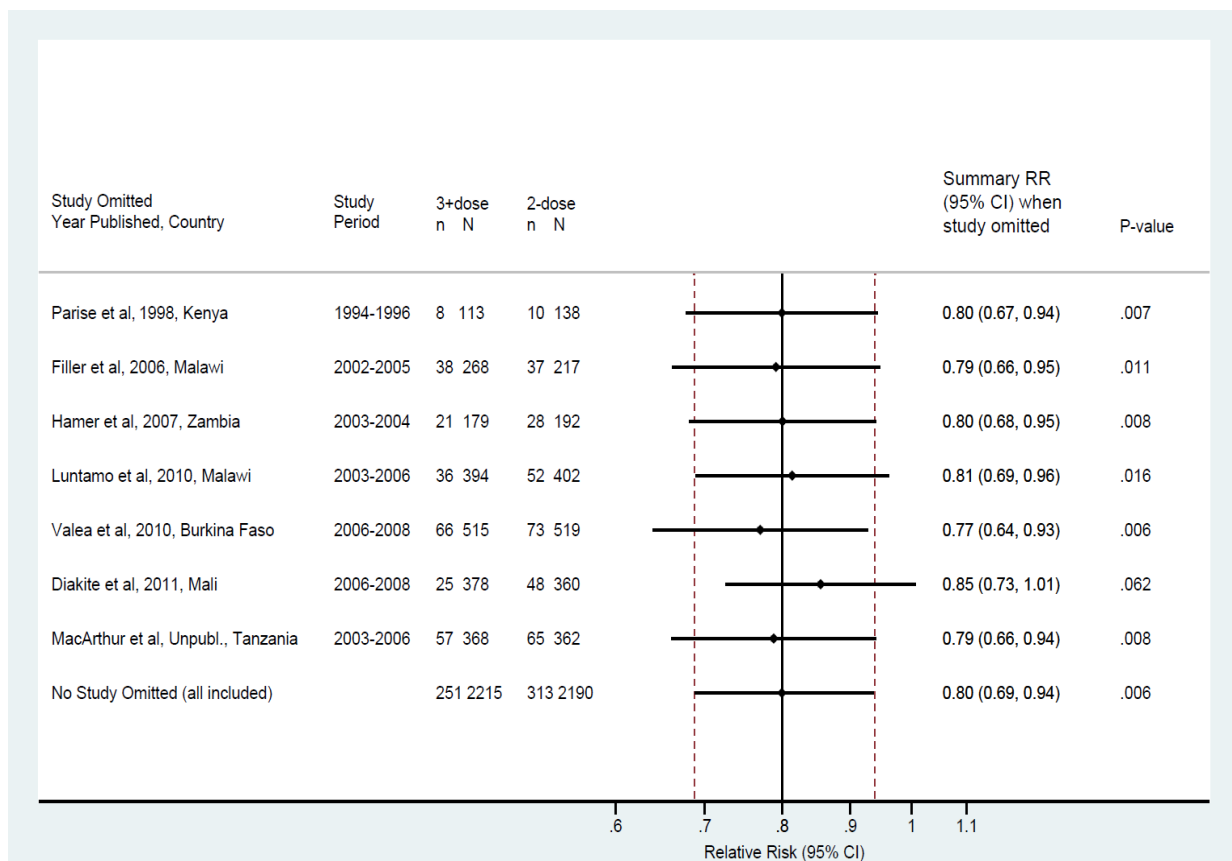 Study Omitted
Year Published, Country
Study
Period
3+dose
n N
2-dose
n N
Summary RR
(95% CI) when
study omitted
P-value
Parise et al, 1998, Kenya 1994-1996 8 113 10 138 0.80 (0.67, 0.94) .007
Filler et al, 2006, Malawi 2002-2005 38 268 37 217 0.79 (0.66, 0.95) .011
Hamer et al, 2007, Zambia 2003-2004 21 179 28 192 0.80 (0.68, 0.95) .008
Luntamo et al, 2010, Malawi 2003-2006 36 394 52 402 0.81 (0.69, 0.96) .016
Valea et al, 2010, Burkina Faso 2006-2008 66 515 73 519 0.77 (0.64, 0.93) .006
Diakite et al, 2011, Mali 2006-2008 25 378 48 360 0.85 (0.73, 1.01) .062
MacArthur et al, Unpubl., Tanzania 2003-2006 57 368 65 362 0.79 (0.66, 0.94) .008
No Study Omitted (all included) 251 2215 313 2190 0.80 (0.69, 0.94) .006
.6 .7 .8 .9 1 1.1
Relative Risk (95% CI)